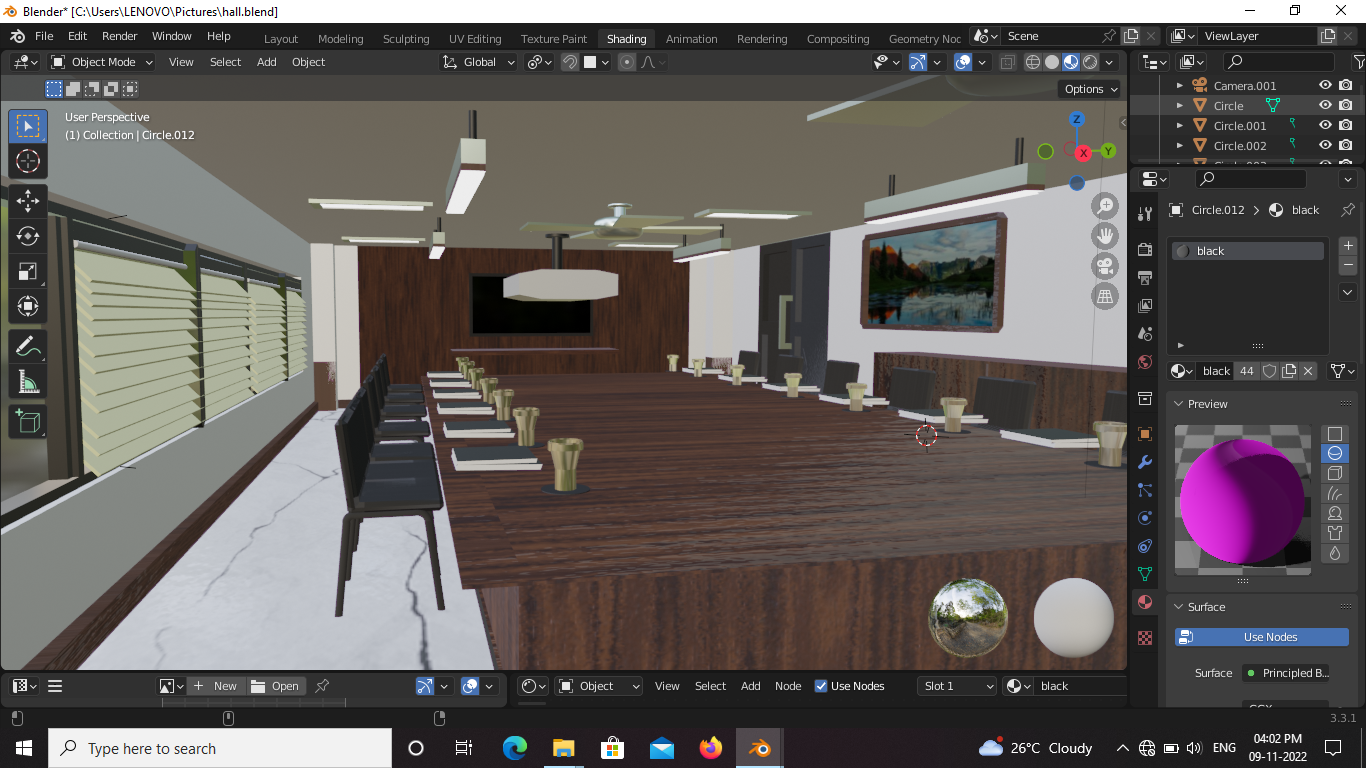 Blender* [C:\Users\LENOVO\Pictures\hall.blend]
File Edit Render Window Help Layout Modeling Sculpting UV Editing Texture Paint Shading Animation Rendering Compositing Geometry Noc Scene ViewLayer
Object Mode View Select Add Object Global
Options
User Perspective
(1) Collection | Circle.012
Z
X Y
Camera.001
Circle
Circle.001
Circle.002
Circle.012 > black
black
black 44
Preview
Surface
Use Nodes
Surface Principled B...
New Open Object View Select Add Node Use Nodes Slot 1 black
3.3.1
Type here to search
26°C Cloudy
ENG
04:02 PM
09-11-2022